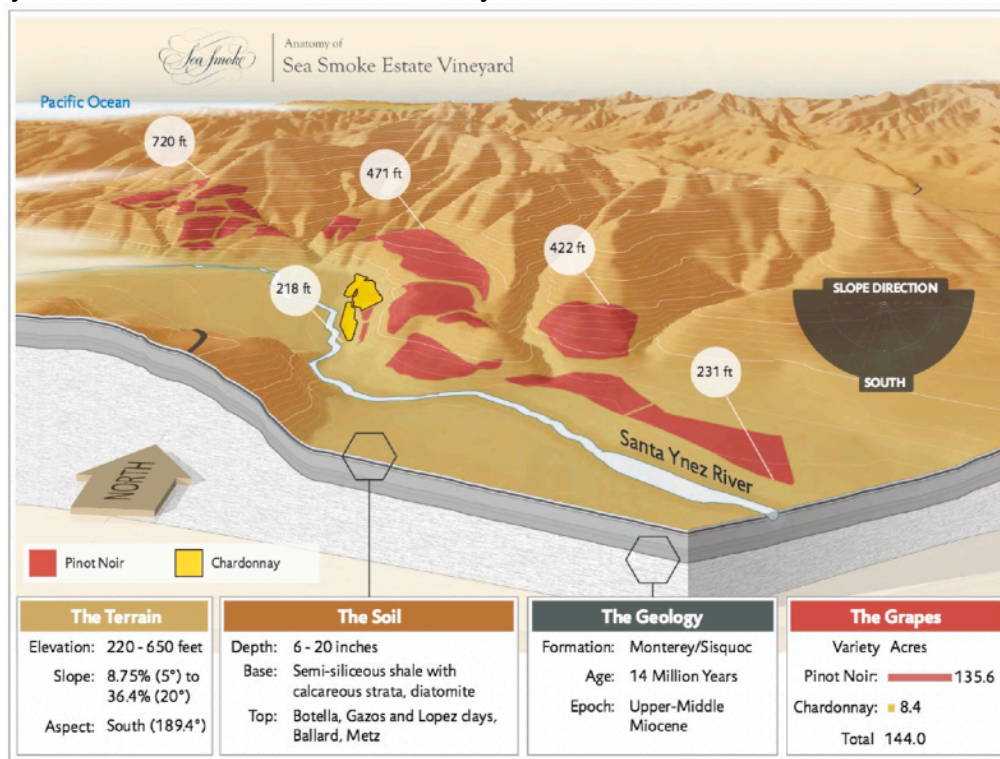 Sea Smoke
Anatomy of
Sea Smoke Estate Vineyard
Pacific Ocean
720 ft
471 ft
422 ft
218 ft
SLOPE DIRECTION
SOUTH
231 ft
Santa Ynez River
NORTH
Pinot Noir
Chardonnay
The Terrain
Elevation: 220 - 650 feet
Slope: 8.75% (5°) to
36.4% (20°)
Aspect: South (189.4°)
The Soil
Depth: 6 - 20 inches
Base: Semi-siliceous shale with
calcareous strata, diatomite
Top: Botella, Gazos and Lopez clays,
Ballard, Metz
The Geology
Formation: Monterey/Sisquoc
Age: 14 Million Years
Epoch: Upper-Middle
Miocene
The Grapes
Variety Acres
Pinot Noir: 135.6
Chardonnay: 8.4
Total 144.0